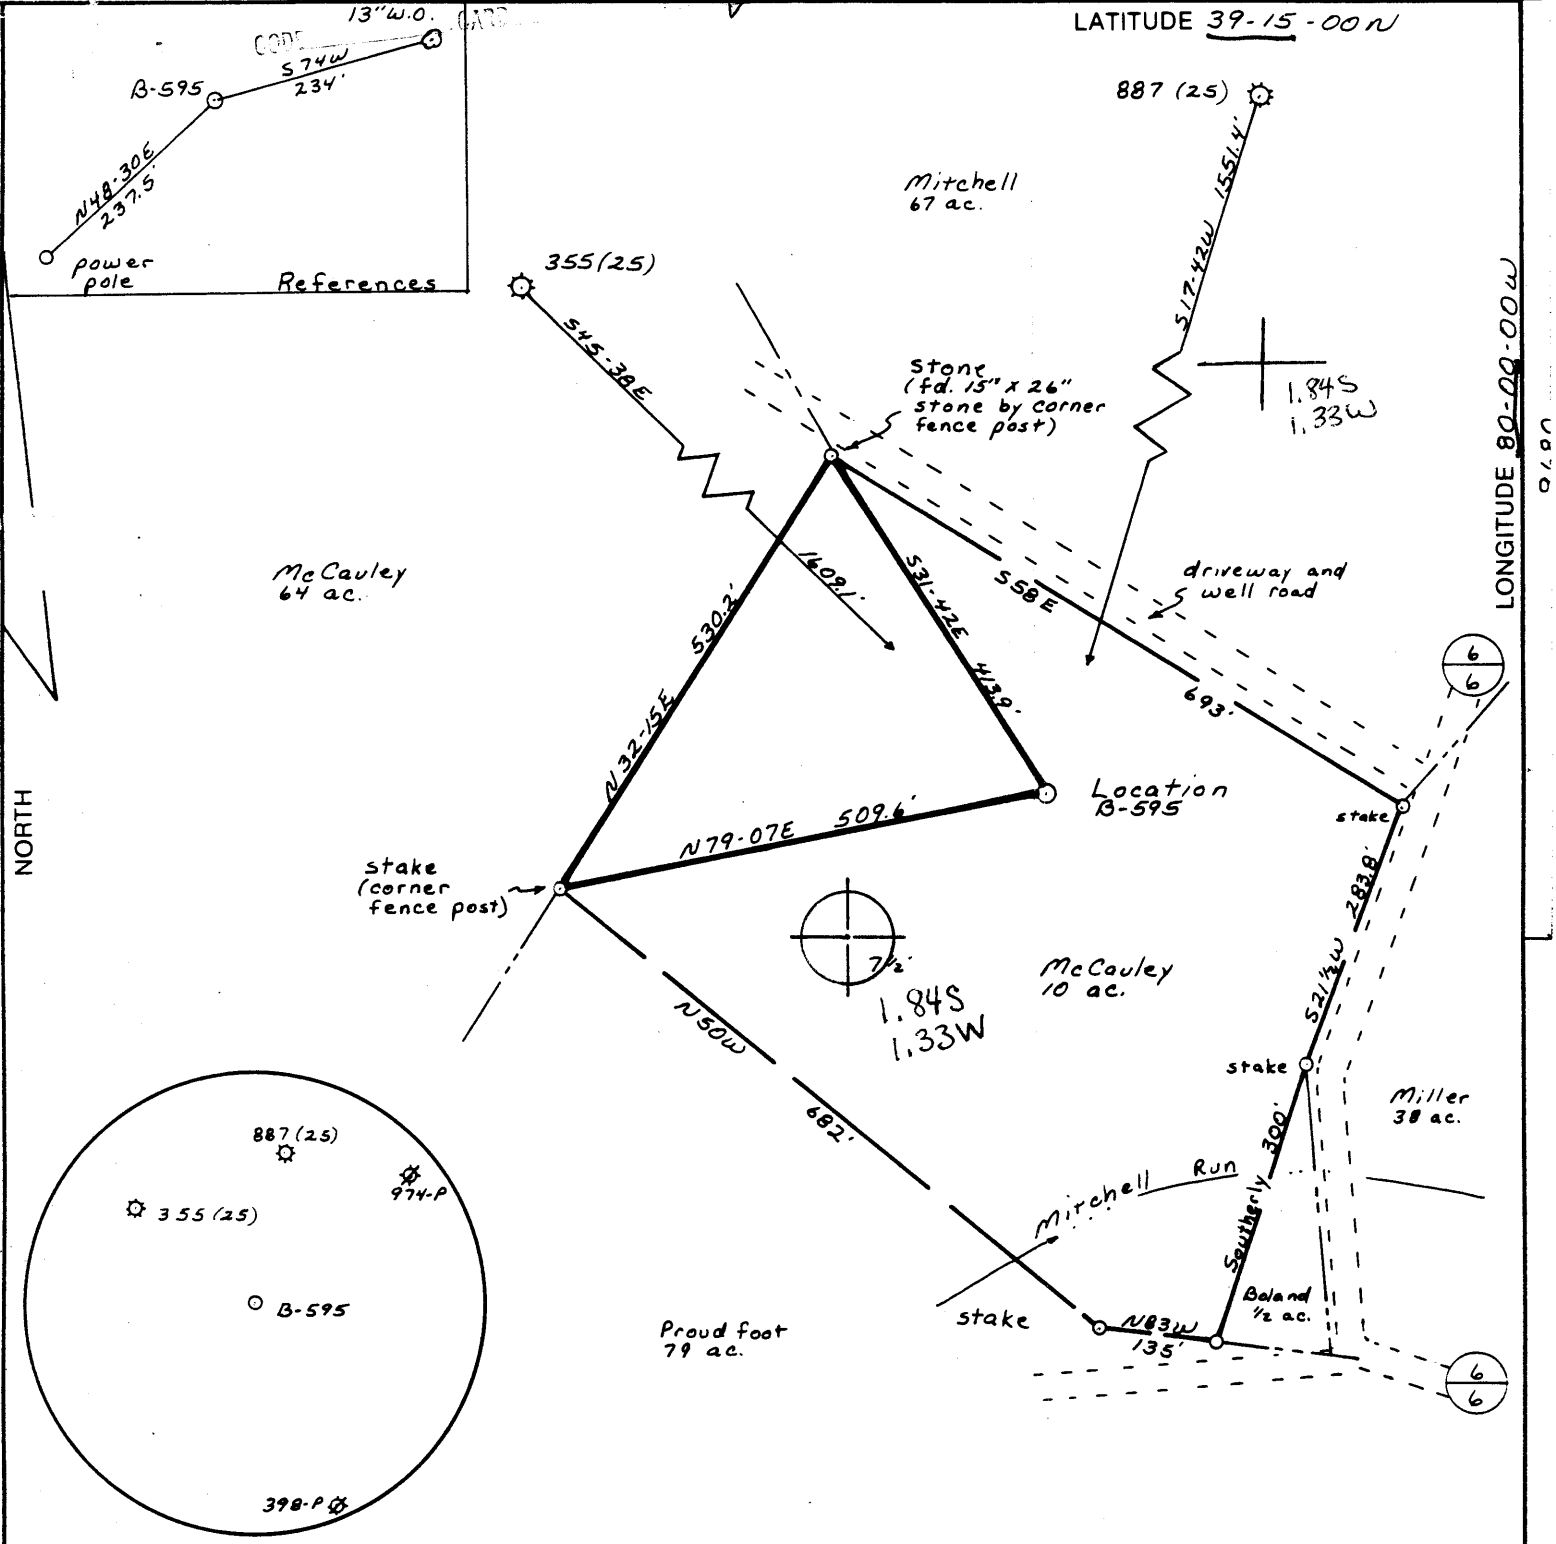 13" W.O.
CODE
CARD
S74W
234'
B-595
N48-30E
237.5'
power
pole
References
LATITUDE 39-15-00N
887 (25)
S17-42W 1551.4'
Mitchell
67 ac.
355(25)
S45-38E
1609.1'
stone
(fd. 15" x 26"
stone by corner
fence post)
1.84S
1.33W
LONGITUDE 80-00-00W
McCauley
64 ac.
N32-15E 530.2'
S31-42E 413.9'
S58E
693'
driveway and
well road
6
6
Location
B-595
N79-07E 509.6'
stake
(corner
fence post)
stake
NORTH
S21½W 283.8'
7½'
1.84S
1.33W
McCauley
10 ac.
N50W
682'
stake
Miller
38 ac.
Southerly 300'
Mitchell Run
Boland
½ ac.
stake
N83W
135'
Proudfoot
79 ac.
6
6
887 (25)
974-P
355 (25)
B-595
398-P